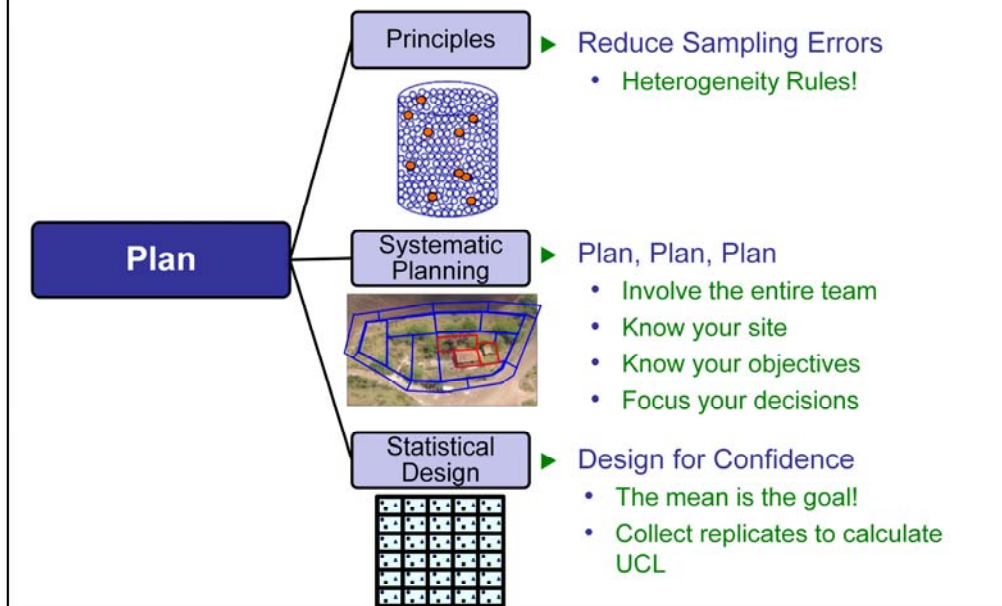 Plan
Principles
Reduce Sampling Errors
• Heterogeneity Rules!
Systematic
Planning
Plan, Plan, Plan
• Involve the entire team
• Know your site
• Know your objectives
• Focus your decisions
Statistical
Design
Design for Confidence
• The mean is the goal!
• Collect replicates to calculate
UCL